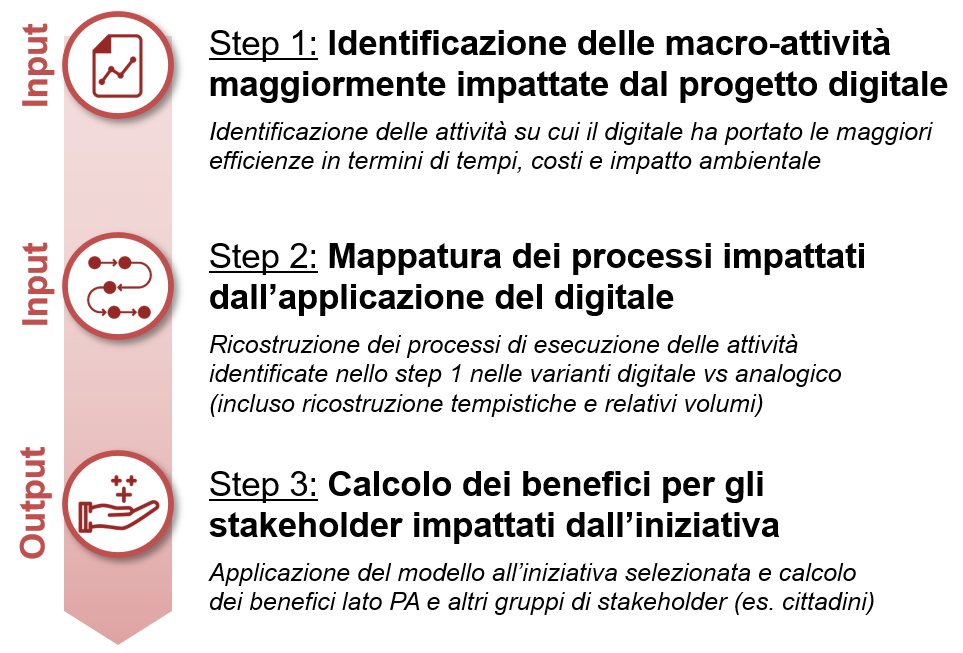 Input
Step 1: Identificazione delle macro-attività
maggiormente impattate dal progetto digitale
Identificazione delle attività su cui il digitale ha portato le maggiori
efficienze in termini di tempi, costi e impatto ambientale
Input
Step 2: Mappatura dei processi impattati
dall’applicazione del digitale
Ricostruzione dei processi di esecuzione delle attività
identificate nello step 1 nelle varianti digitale vs analogico
(incluso ricostruzione tempistiche e relativi volumi)
Output
Step 3: Calcolo dei benefici per gli
stakeholder impattati dall’iniziativa
Applicazione del modello all’iniziativa selezionata e calcolo
dei benefici lato PA e altri gruppi di stakeholder (es. cittadini)